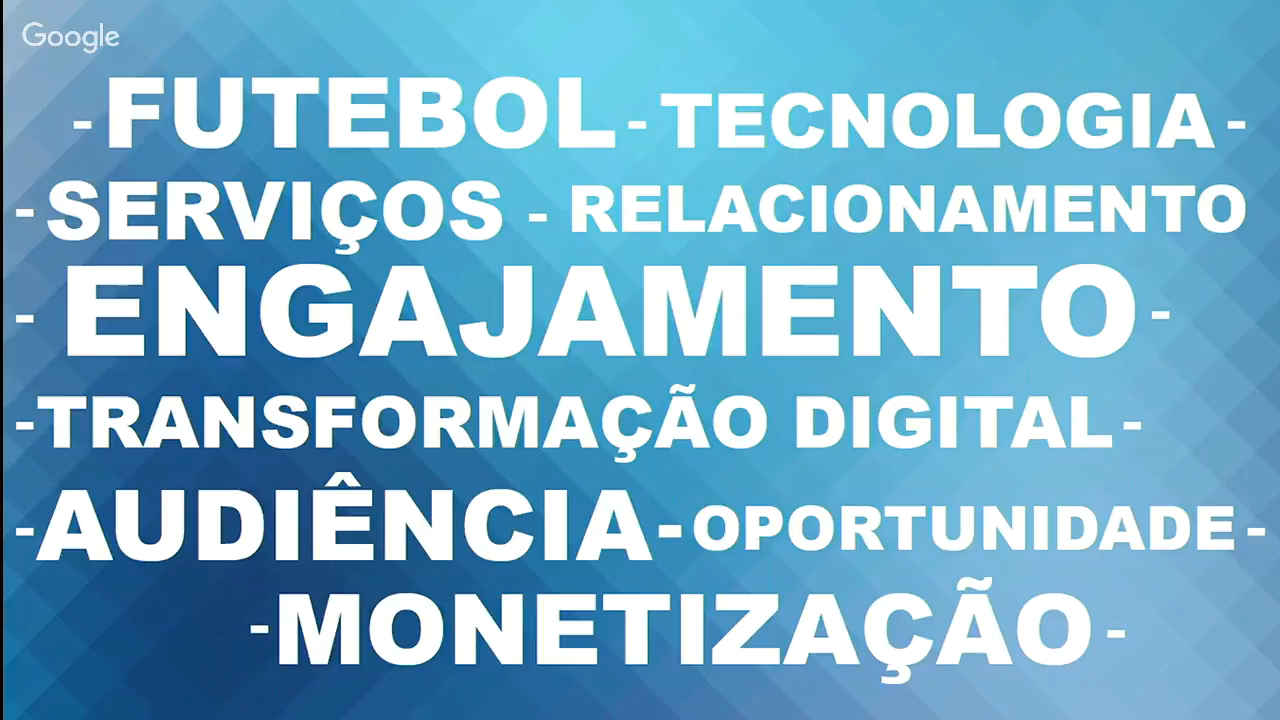 Google
- FUTEBOL - TECNOLOGIA -
- SERVIÇOS - RELACIONAMENTO
- ENGAJAMENTO -
-TRANSFORMAÇÃO DIGITAL-
-AUDIÊNCIA- OPORTUNIDADE-
-MONETIZAÇÃO-